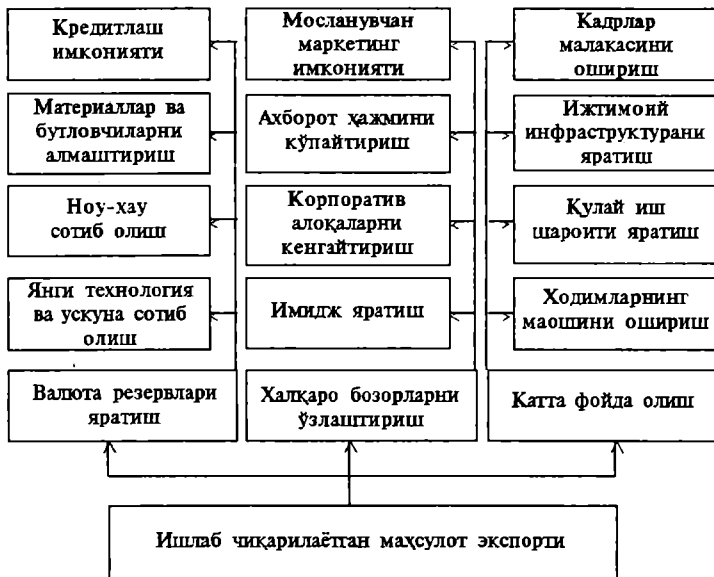 Кредитлаш
имконияти
Мосланувчан
маркетинг
имконияти
Кадрлар
малакасини
ошириш
Материаллар ва
бутловчиларни
алмаштириш
Ахборот ҳажмини
кўпайтириш
Ижтимоий
инфраструктурани
яратиш
Ноу-хау
сотиб олиш
Корпоратив
алоқаларни
кенгайтириш
Қулай иш
шароити яратиш
Янги технология
ва ускуна сотиб
олиш
Имидж яратиш
Ходимларнинг
маошини ошириш
Валюта резервлари
яратиш
Халқаро бозорларни
ўзлаштириш
Катта фойда олиш
Ишлаб чиқарилаётган маҳсулот экспорти